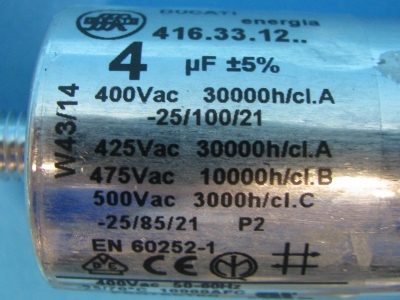 DUCATI
energia
416.33.12..
4 µF ±5%
400Vac 30000h/cl.A
-25/100/21
425Vac 30000h/cl.A
475Vac 10000h/cl.B
500Vac 3000h/cl.C
-25/85/21 P2
EN 60252-1
W43/14
400Vac 50-60Hz